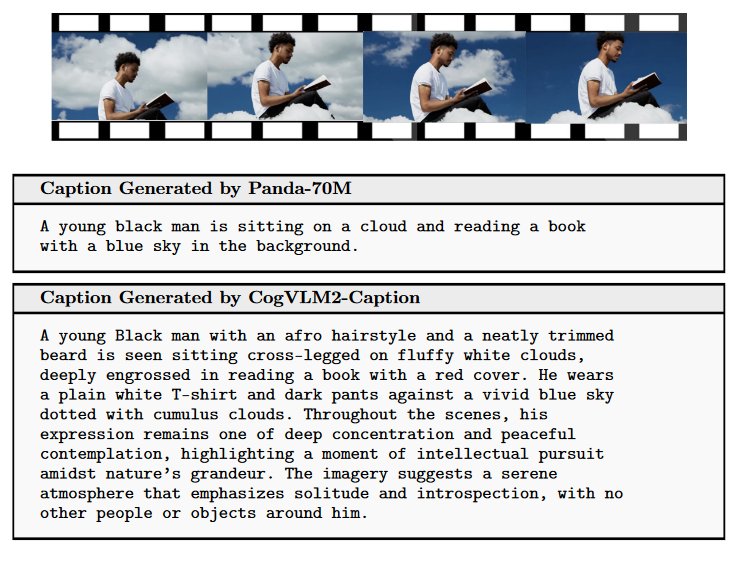 Caption Generated by Panda-70M
A young black man is sitting on a cloud and reading a book
with a blue sky in the background.
Caption Generated by CogVLM2-Caption
A young Black man with an afro hairstyle and a neatly trimmed
beard is seen sitting cross-legged on fluffy white clouds,
deeply engrossed in reading a book with a red cover. He wears
a plain white T-shirt and dark pants against a vivid blue sky
dotted with cumulus clouds. Throughout the scenes, his
expression remains one of deep concentration and peaceful
contemplation, highlighting a moment of intellectual pursuit
amidst nature's grandeur. The imagery suggests a serene
atmosphere that emphasizes solitude and introspection, with no
other people or objects around him.